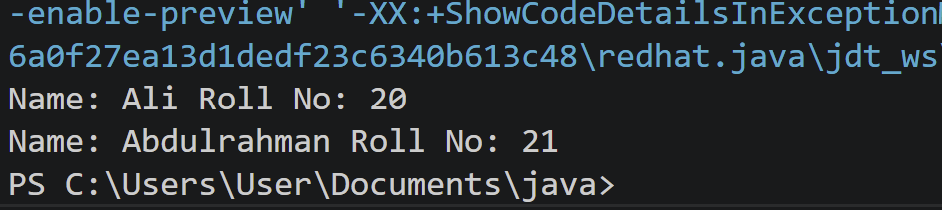 -enable-preview' '-XX:+ShowCodeDetailsInException
6a0f27ea13d1dedf23c6340b613c48\redhat.java\jdt_ws
Name: Ali Roll No: 20
Name: Abdulrahman Roll No: 21
PS C:\Users\User\Documents\java>